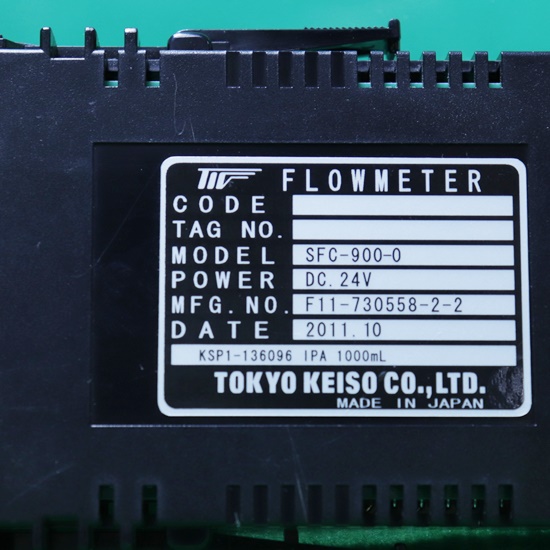 FLOWMETER
CODE
TAG NO.
MODEL SFC-900-0
POWER DC.24V
MFG.NO. F11-730558-2-2
DATE 2011.10
KSP1-136096 IPA 1000mL
TOKYO KEISO CO.,LTD.
MADE IN JAPAN